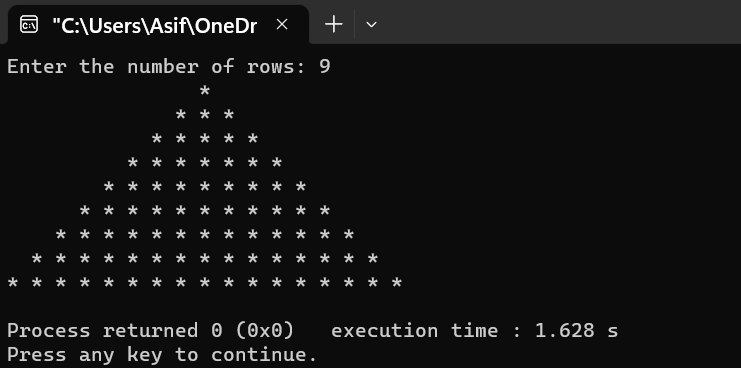 "C:\Users\Asif\OneDr
Enter the number of rows: 9
                *
              * * *
            * * * * *
          * * * * * * *
        * * * * * * * * *
      * * * * * * * * * * *
    * * * * * * * * * * * * *
  * * * * * * * * * * * * * * *
* * * * * * * * * * * * * * * * *
Process returned 0 (0x0)   execution time : 1.628 s
Press any key to continue.